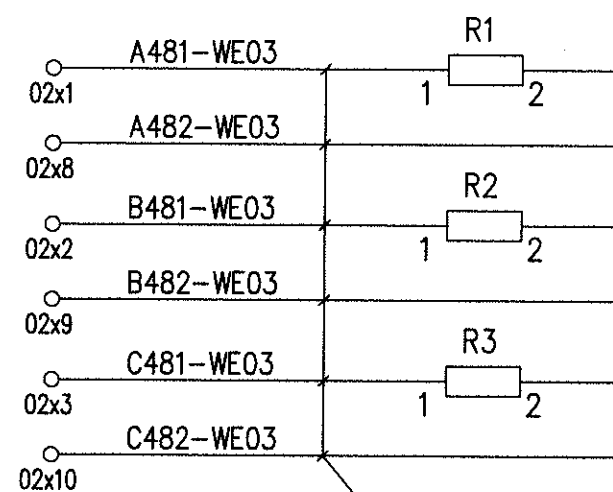 A481-WE03
R1
02x1
1
2
A482-WE03
02x8
B481-WE03
R2
02x2
1
2
B482-WE03
02x9
C481-WE03
R3
02x3
1
2
C482-WE03
02x10